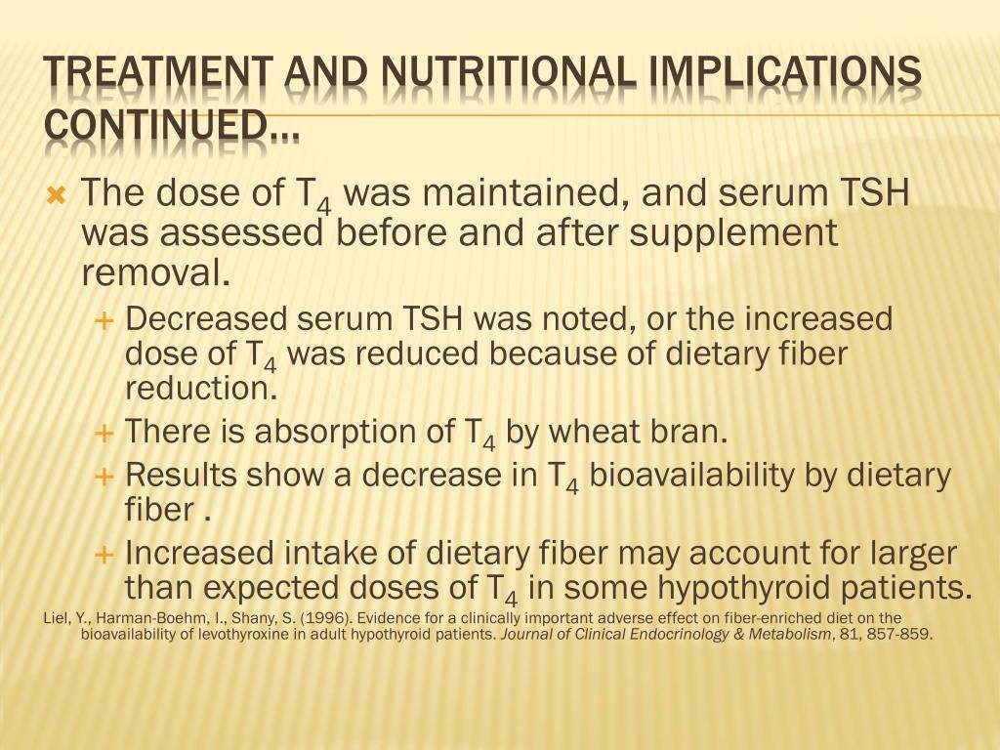 TREATMENT AND NUTRITIONAL IMPLICATIONS
CONTINUED…
The dose of T4 was maintained, and serum TSH
was assessed before and after supplement
removal.
Decreased serum TSH was noted, or the increased
dose of T4 was reduced because of dietary fiber
reduction.
There is absorption of T4 by wheat bran.
Results show a decrease in T4 bioavailability by dietary
fiber .
Increased intake of dietary fiber may account for larger
than expected doses of T4 in some hypothyroid patients.
Liel, Y., Harman-Boehm, I., Shany, S. (1996). Evidence for a clinically important adverse effect on fiber-enriched diet on the
bioavailability of levothyroxine in adult hypothyroid patients. Journal of Clinical Endocrinology & Metabolism, 81, 857-859.